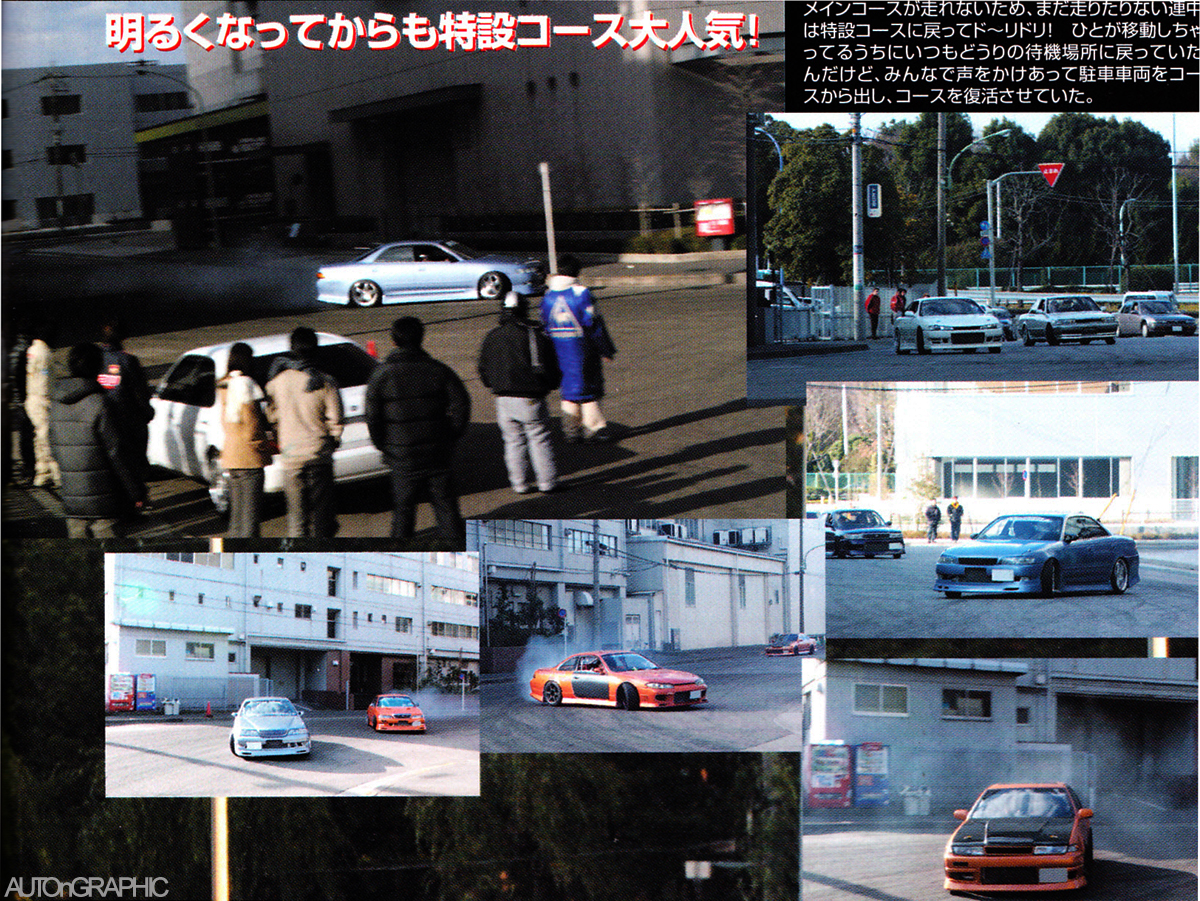 明るくなってからも特設コース大人気!
メインコースが走れないため、まだ走りたりない連中
は特設コースに戻ってド〜リドリ! ひとが移動しちゃ
ってるうちにいつもどうりの待機場所に戻っていた
んだけど、みんなで声をかけあって駐車車両をコー
スから出し、コースを復活させていた。
AUTOnGRAPHIC